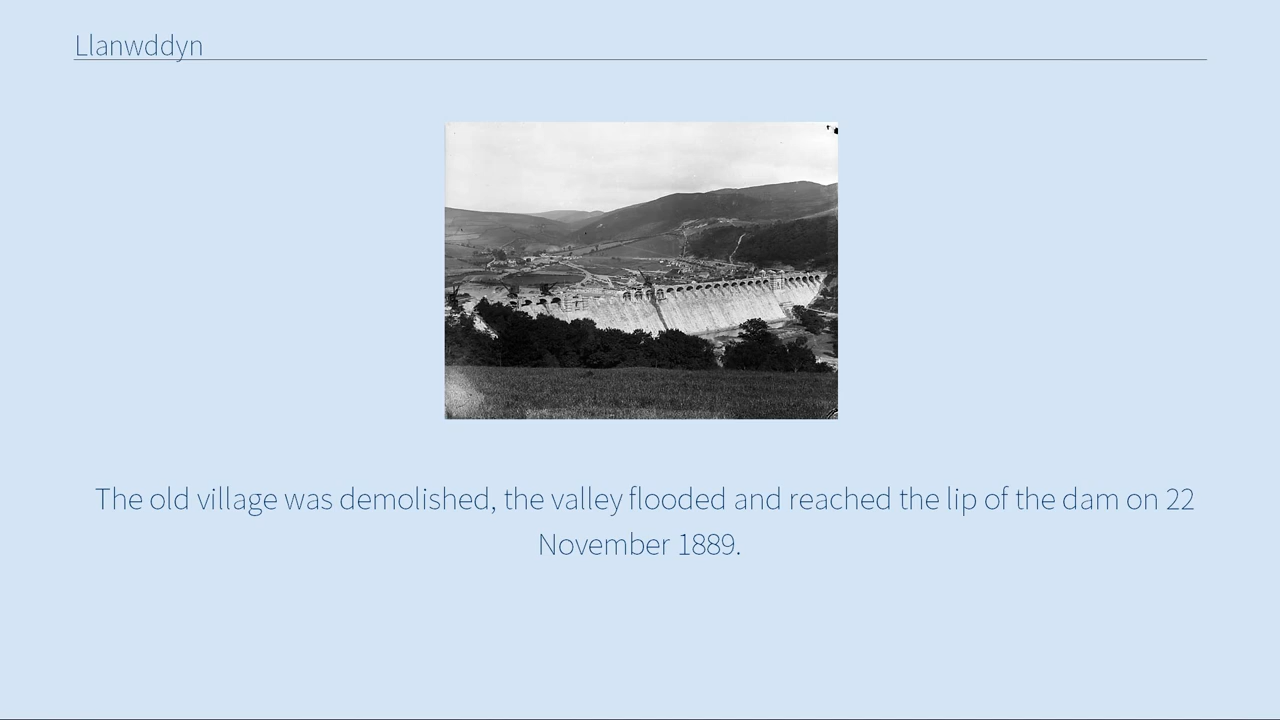 Llanwddyn
The old village was demolished, the valley flooded and reached the lip of the dam on 22
November 1889.